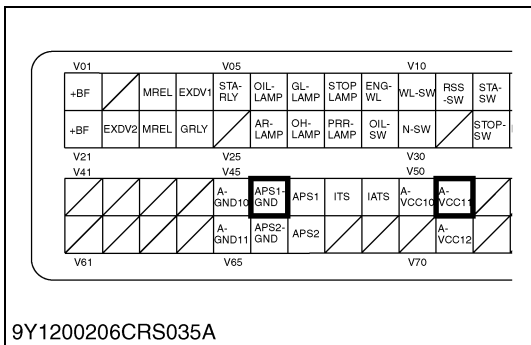 V01 V05 V10
+BF MREL EXDV1 STA-RLY OIL-LAMP GL-LAMP STOP LAMP ENG-WL WL-SW RSS-SW STA-SW
+BF EXDV2 MREL GRLY AR-LAMP OH-LAMP PRR-LAMP OIL-SW N-SW STOP-SW
V21 V25 V30
V41 V45 V50
A-GND10 APS1-GND APS1 ITS IATS A-VCC10 A-VCC11
A-GND11 APS2-GND APS2 A-VCC12
V61 V65 V70
9Y1200206CRS035A